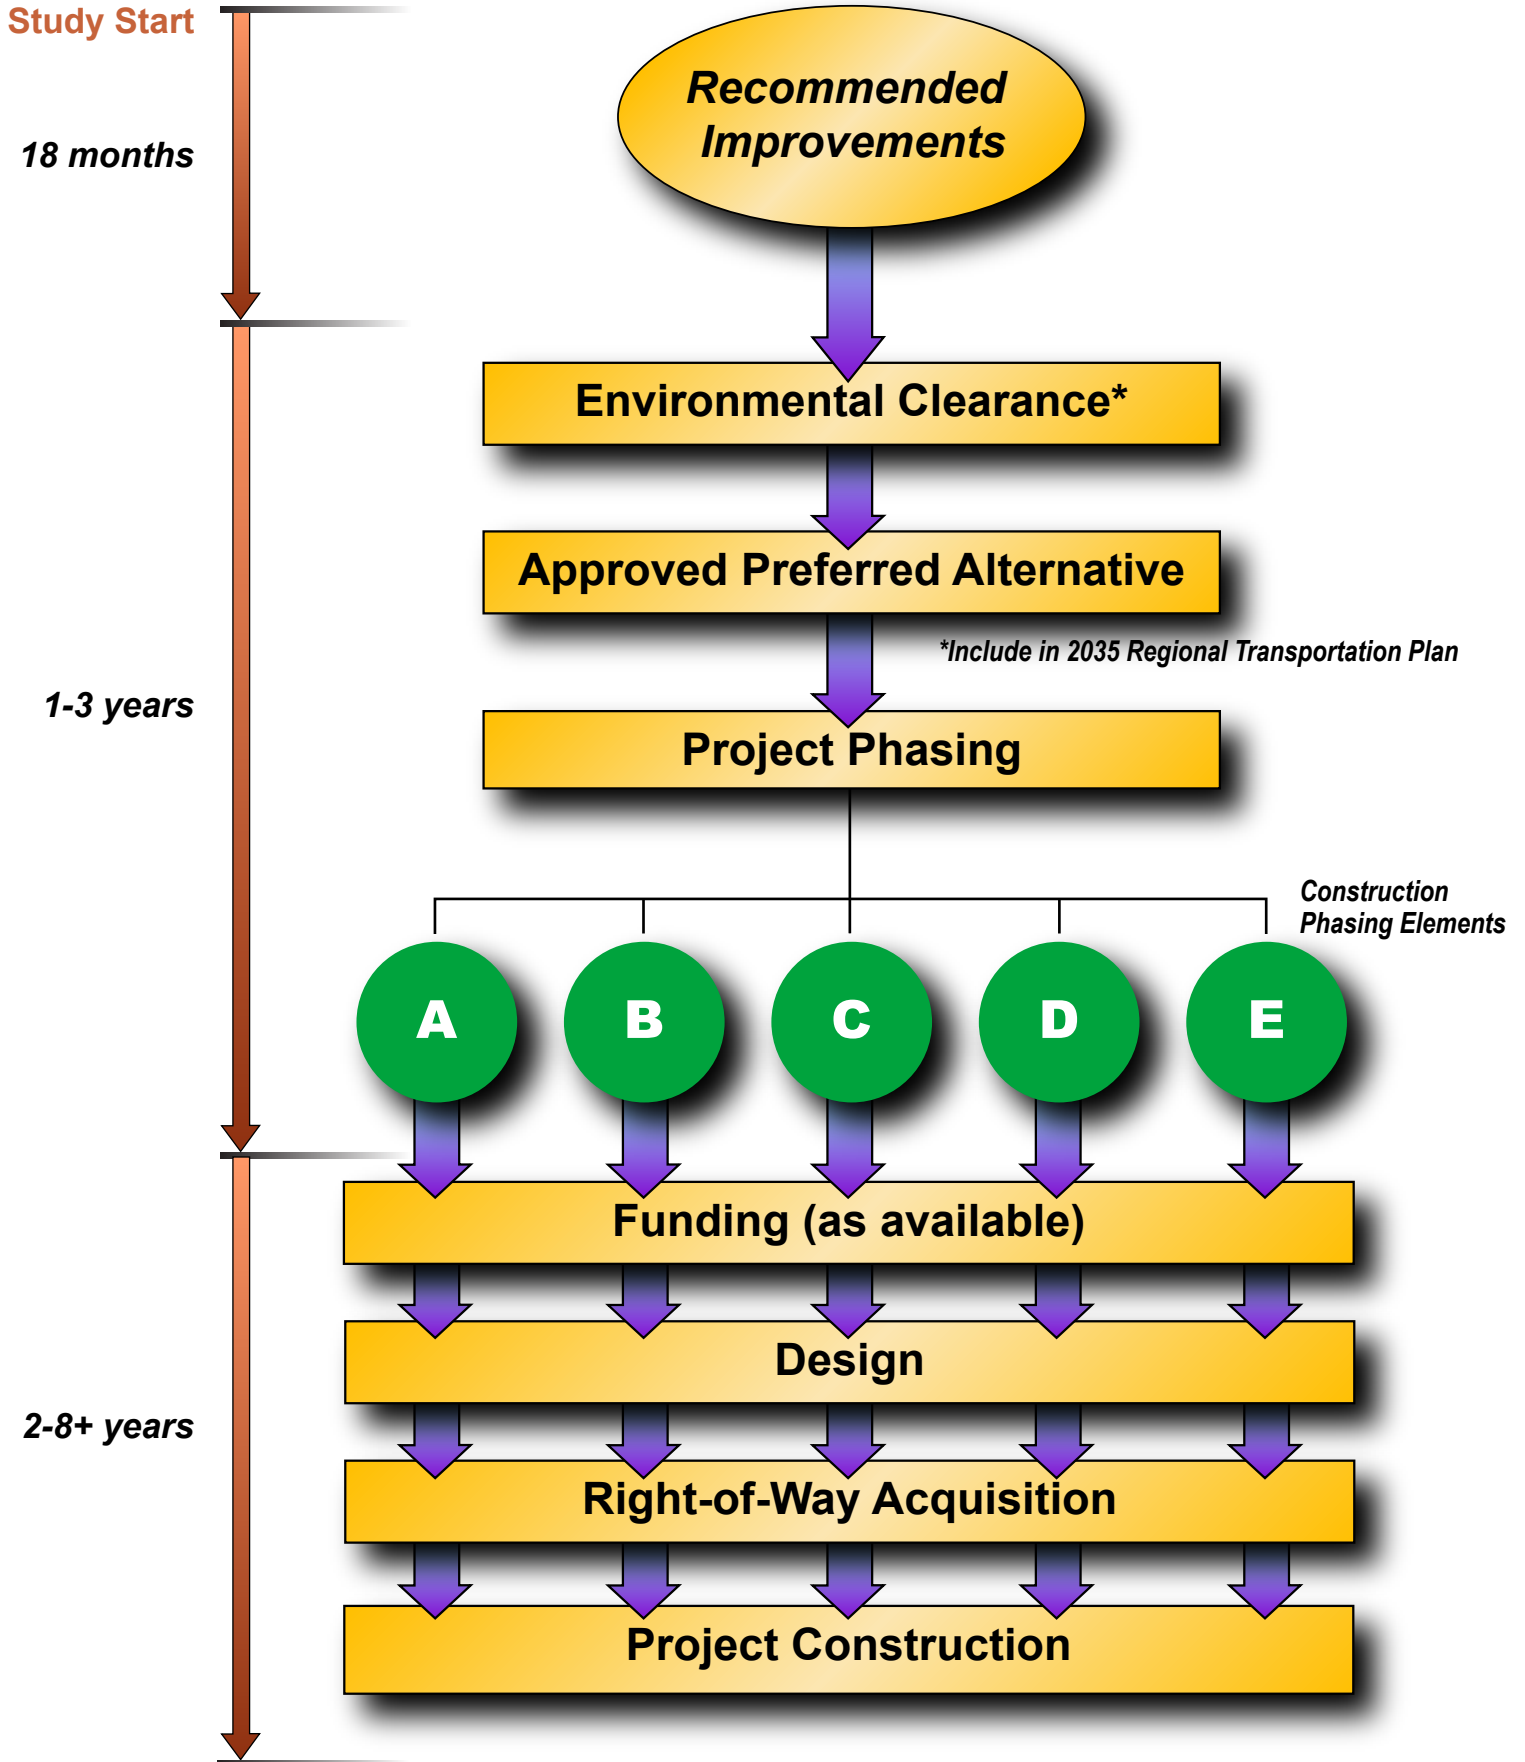 Study Start
Recommended
Improvements
18 months
Environmental Clearance*
Approved Preferred Alternative
*Include in 2035 Regional Transportation Plan
1-3 years
Project Phasing
Construction
Phasing Elements
A B C D E
Funding (as available)
Design
2-8+ years
Right-of-Way Acquisition
Project Construction